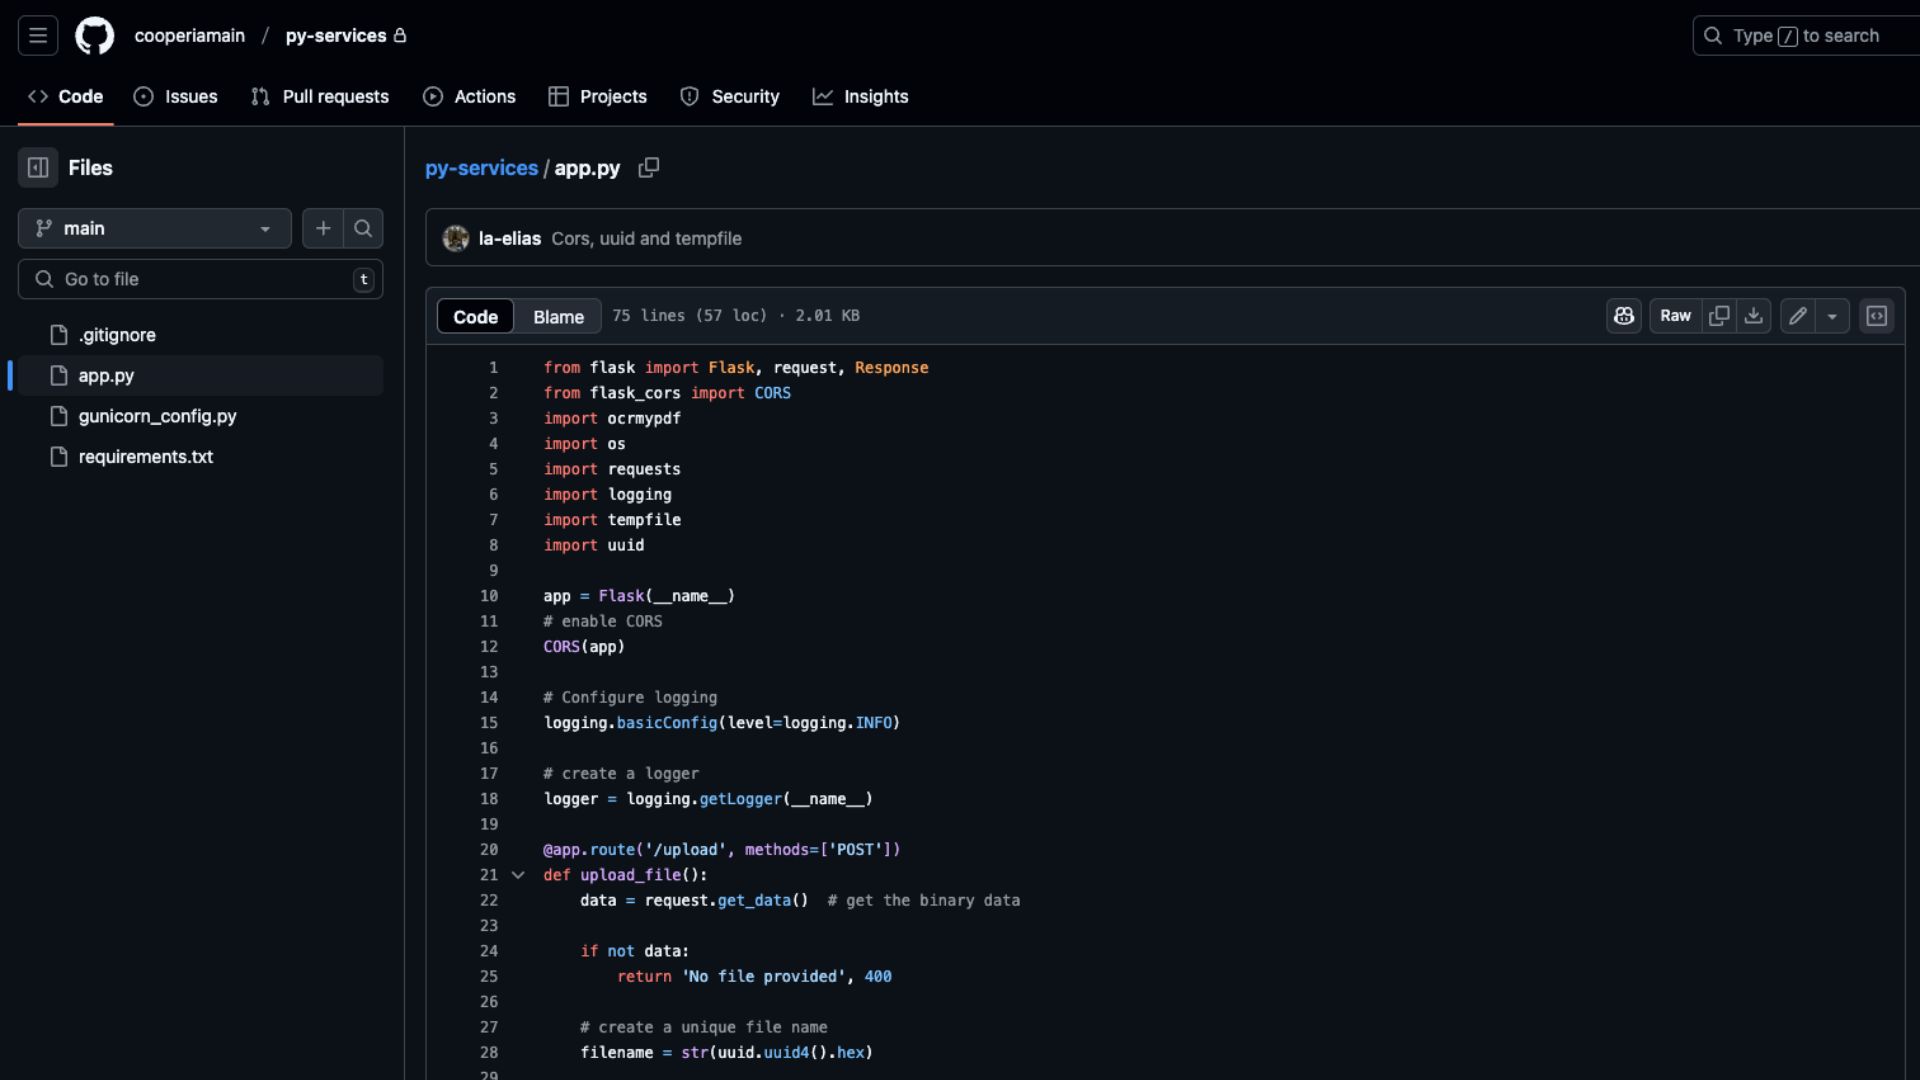 cooperiamain / py-services
Type / to search
Code Issues Pull requests Actions Projects Security Insights
Files
main
Go to file t
.gitignore
app.py
gunicorn_config.py
requirements.txt
py-services / app.py
la-elias Cors, uuid and tempfile
Code Blame 75 lines (57 loc) · 2.01 KB
Raw
1 from flask import Flask, request, Response
2 from flask_cors import CORS
3 import ocrmypdf
4 import os
5 import requests
6 import logging
7 import tempfile
8 import uuid
9
10 app = Flask(__name__)
11 # enable CORS
12 CORS(app)
13
14 # Configure logging
15 logging.basicConfig(level=logging.INFO)
16
17 # create a logger
18 logger = logging.getLogger(__name__)
19
20 @app.route('/upload', methods=['POST'])
21 def upload_file():
22 data = request.get_data() # get the binary data
23
24 if not data:
25 return 'No file provided', 400
26
27 # create a unique file name
28 filename = str(uuid.uuid4().hex)
29